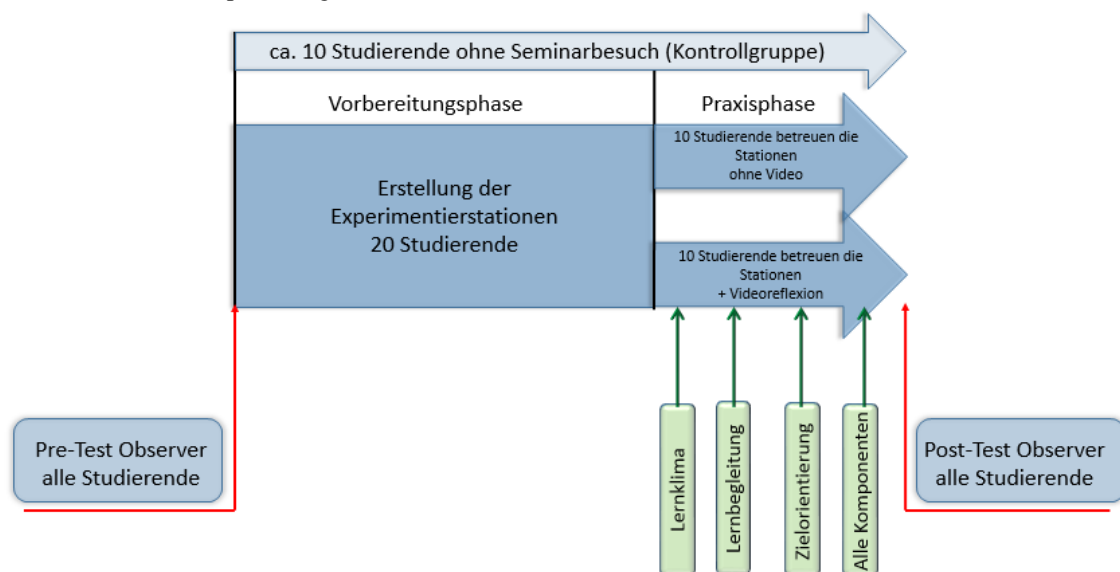 ca. 10 Studierende ohne Seminarbesuch (Kontrollgruppe)
Vorbereitungsphase
Praxisphase
10 Studierende betreuen die
Stationen
ohne Video
Erstellung der
Experimentierstationen
20 Studierende
10 Studierende betreuen die
Stationen
+ Videoreflexion
Pre-Test Observer
alle Studierende
Lernklima
Lernbegleitung
Zielorientierung
Alle Komponenten
Post-Test Observer
alle Studierende